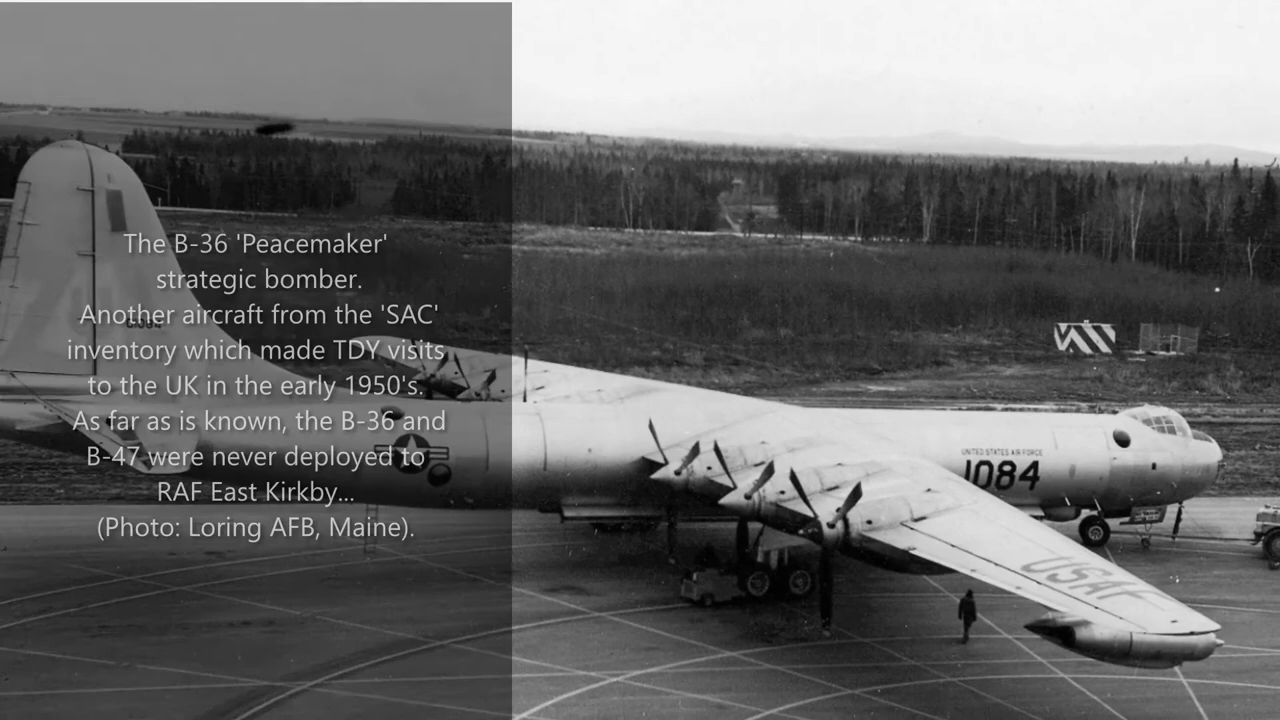 The B-36 'Peacemaker'
strategic bomber.
Another aircraft from the 'SAC'
inventory which made TDY visits
to the UK in the early 1950's.
As far as is known, the B-36 and
B-47 were never deployed to
RAF East Kirkby...
(Photo: Loring AFB, Maine).
UNITED STATES AIR FORCE
1084
USAF